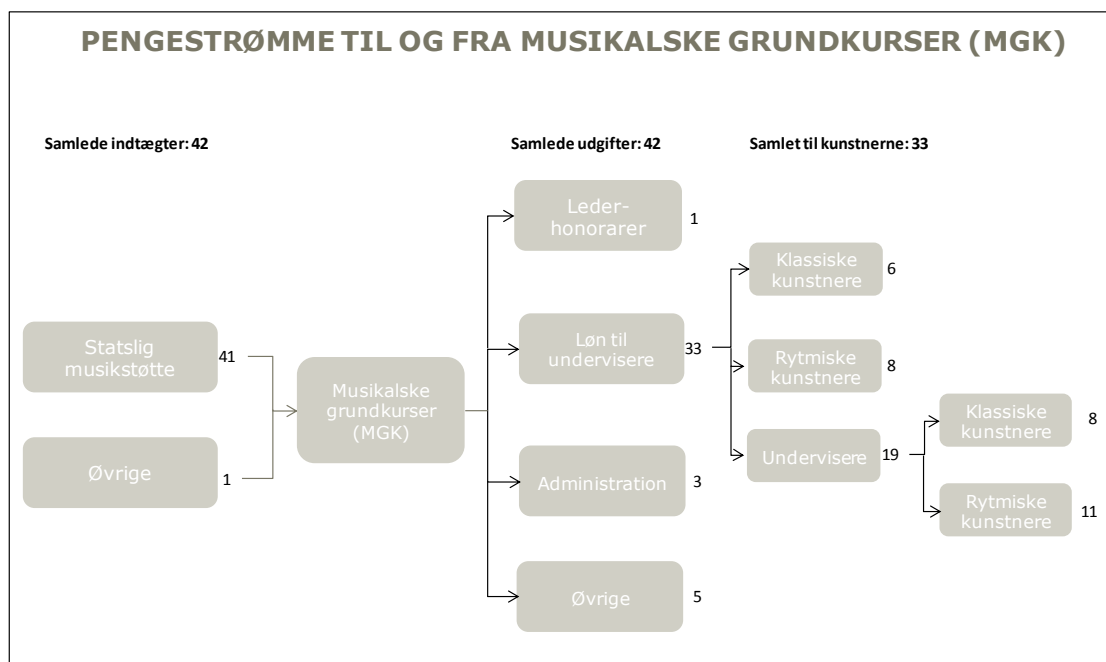 PENGESTRØMME TIL OG FRA MUSIKALSKE GRUNDKURSER (MGK)
Samlede indtægter: 42
Samlede udgifter: 42
Samlet til kunstnerne: 33
Statslig
musikstøtte
41
Øvrige
1
Musikalske
grundkurser
(MGK)
Leder-
honorarer
1
Løn til
undervisere
33
Administration
3
Øvrige
5
Klassiske
kunstnere
6
Rytmiske
kunstnere
8
Undervisere
19
Klassiske
kunstnere
8
Rytmiske
kunstnere
11